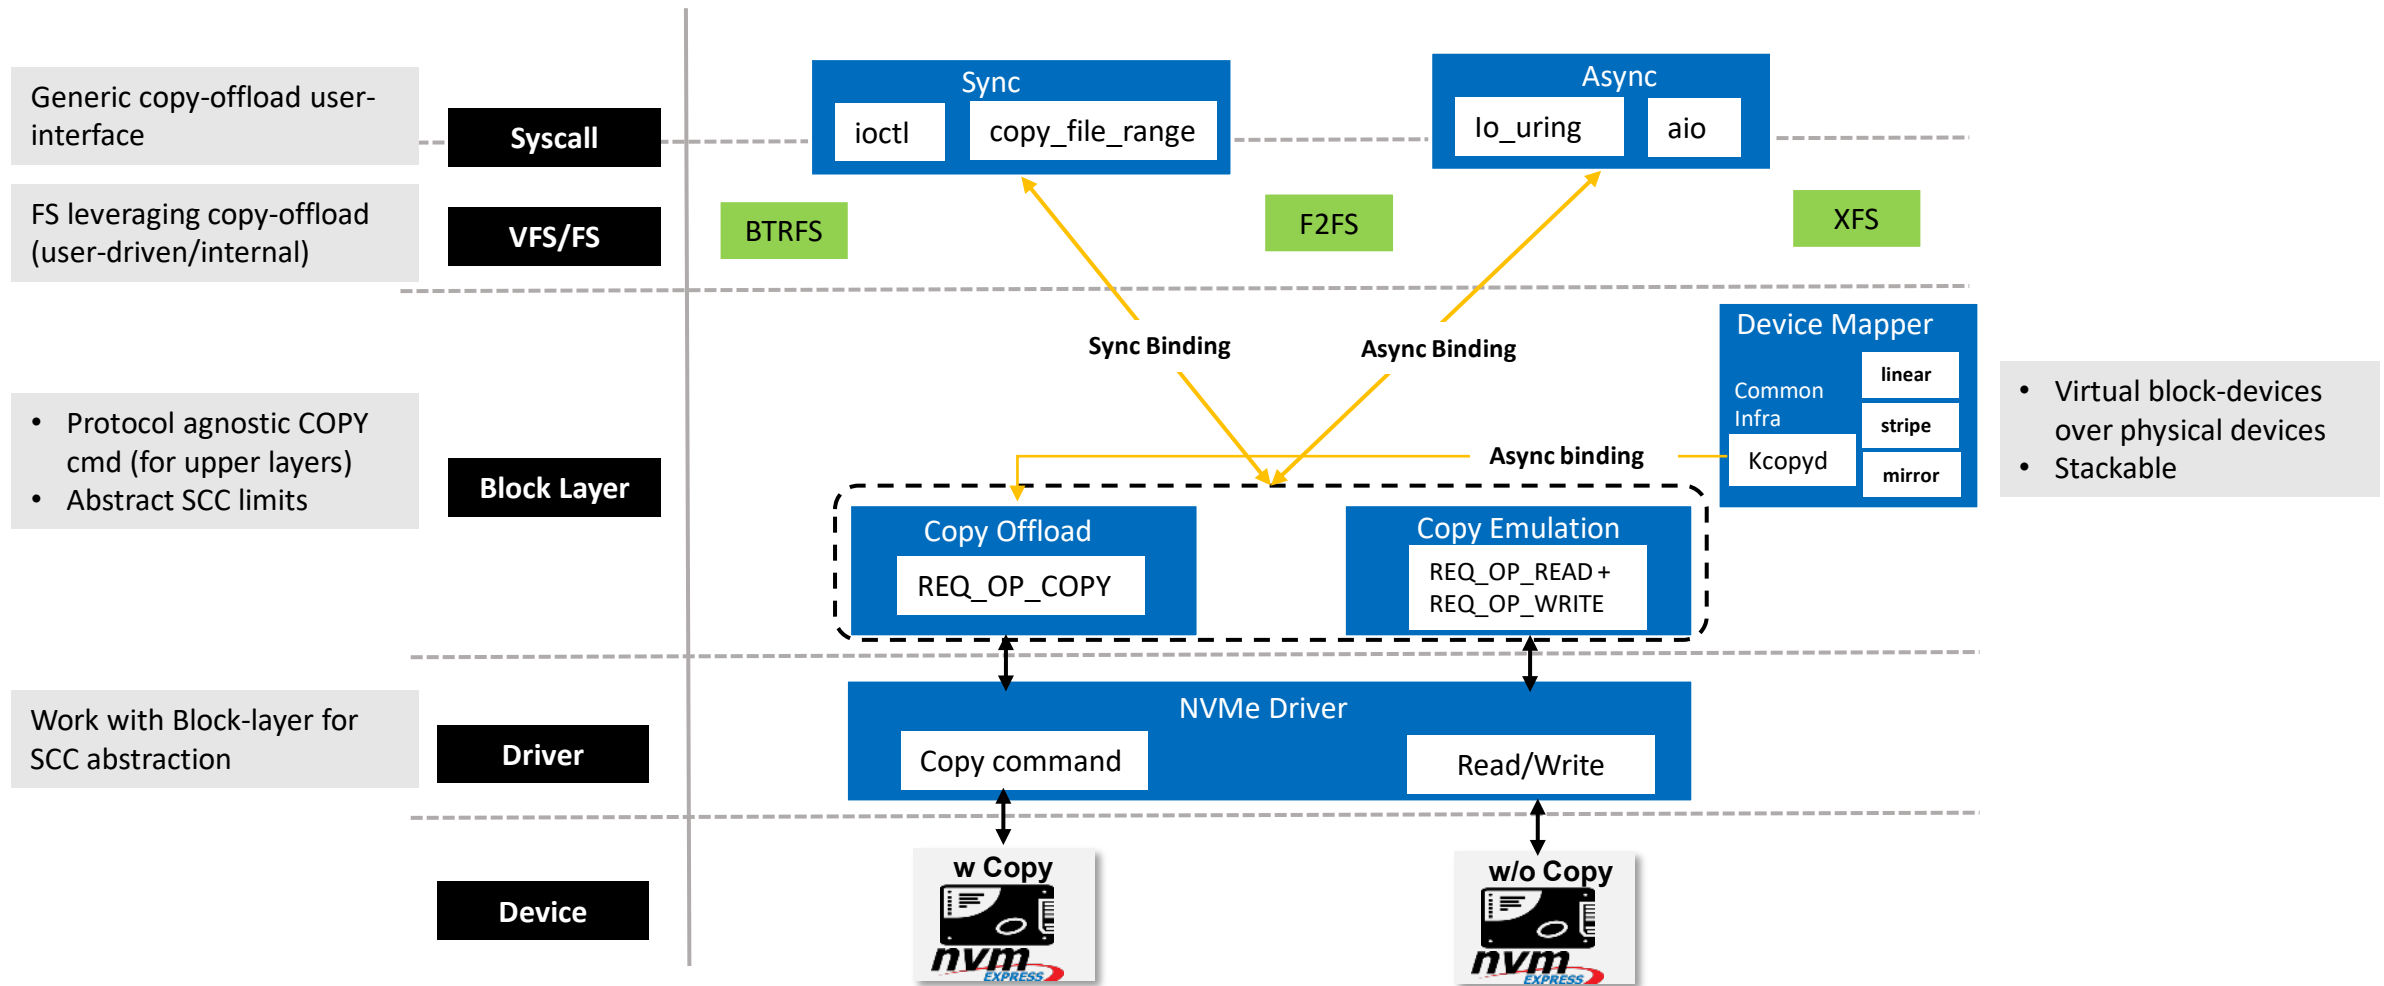 Generic copy-offload user-
interface
Syscall
Sync
ioctl
copy_file_range
Async
Io_uring
aio
FS leveraging copy-offload
(user-driven/internal)
VFS/FS
BTRFS
F2FS
XFS
• Protocol agnostic COPY
cmd (for upper layers)
• Abstract SCC limits
Block Layer
Sync Binding
Async Binding
Async binding
Device Mapper
Common
Infra
Kcopyd
linear
stripe
mirror
• Virtual block-devices
over physical devices
• Stackable
Copy Offload
REQ_OP_COPY
Copy Emulation
REQ_OP_READ +
REQ_OP_WRITE
Work with Block-layer for
SCC abstraction
Driver
NVMe Driver
Copy command
Read/Write
Device
w Copy
nvm
EXPRESS
w/o Copy
nvm
EXPRESS